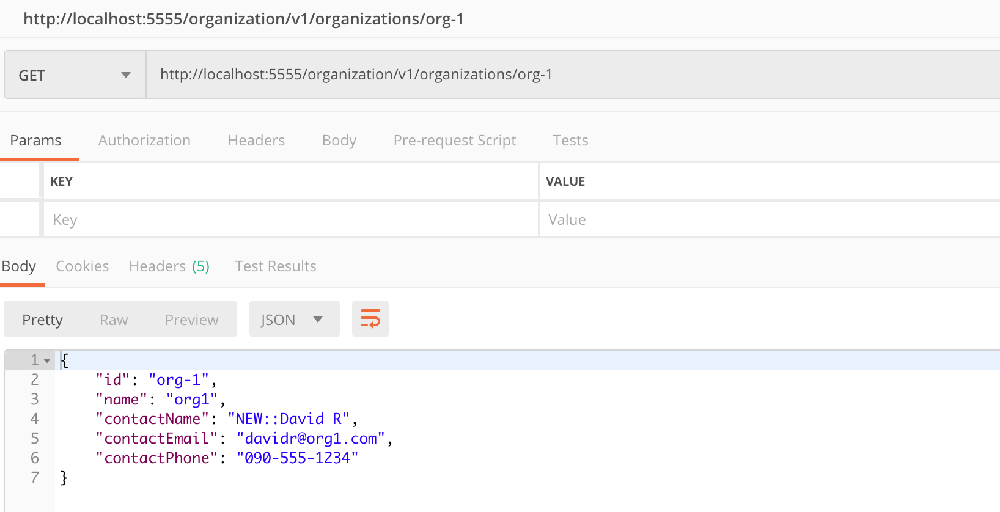 http://localhost:5555/organization/v1/organizations/org-1
GET http://localhost:5555/organization/v1/organizations/org-1
Params Authorization Headers Body Pre-request Script Tests
KEY VALUE
Key Value
Body Cookies Headers (5) Test Results
Pretty Raw Preview JSON
1 {
2 "id": "org-1",
3 "name": "org1",
4 "contactName": "NEW::David R",
5 "contactEmail": "davidr@org1.com",
6 "contactPhone": "090-555-1234"
7 }